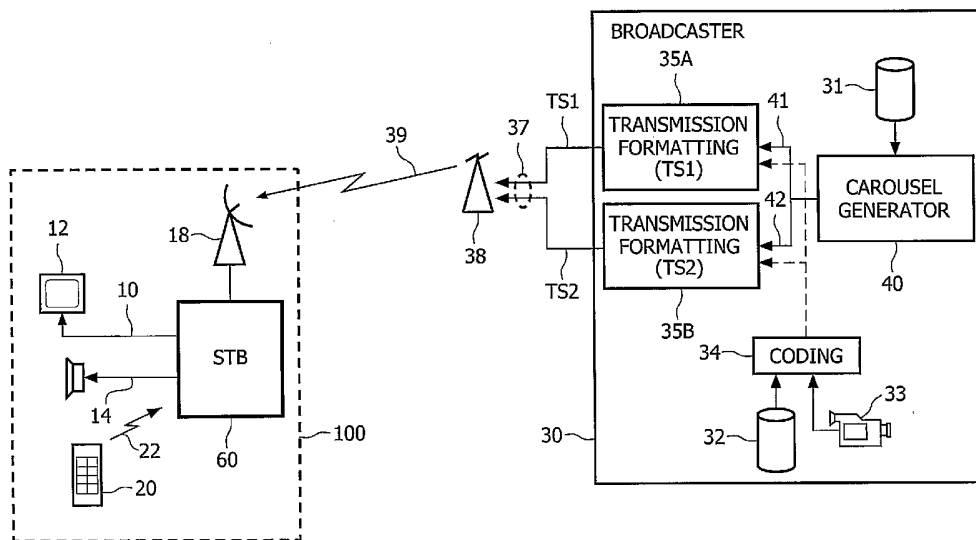 BROADCASTER
35A
31
TS1
TRANSMISSION
FORMATTING
(TS1)
41
37
39
CAROUSEL
GENERATOR
42
12
18
38
TRANSMISSION
FORMATTING
(TS2)
40
TS2
10
35B
STB
34
CODING
33
14
30
32
100
22
60
20